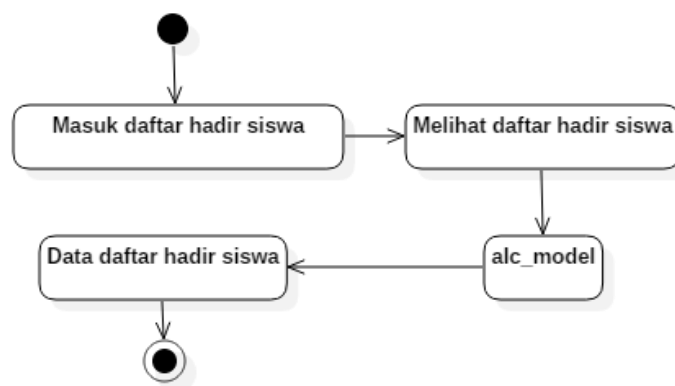 Masuk daftar hadir siswa
Melihat daftar hadir siswa
alc_model
Data daftar hadir siswa